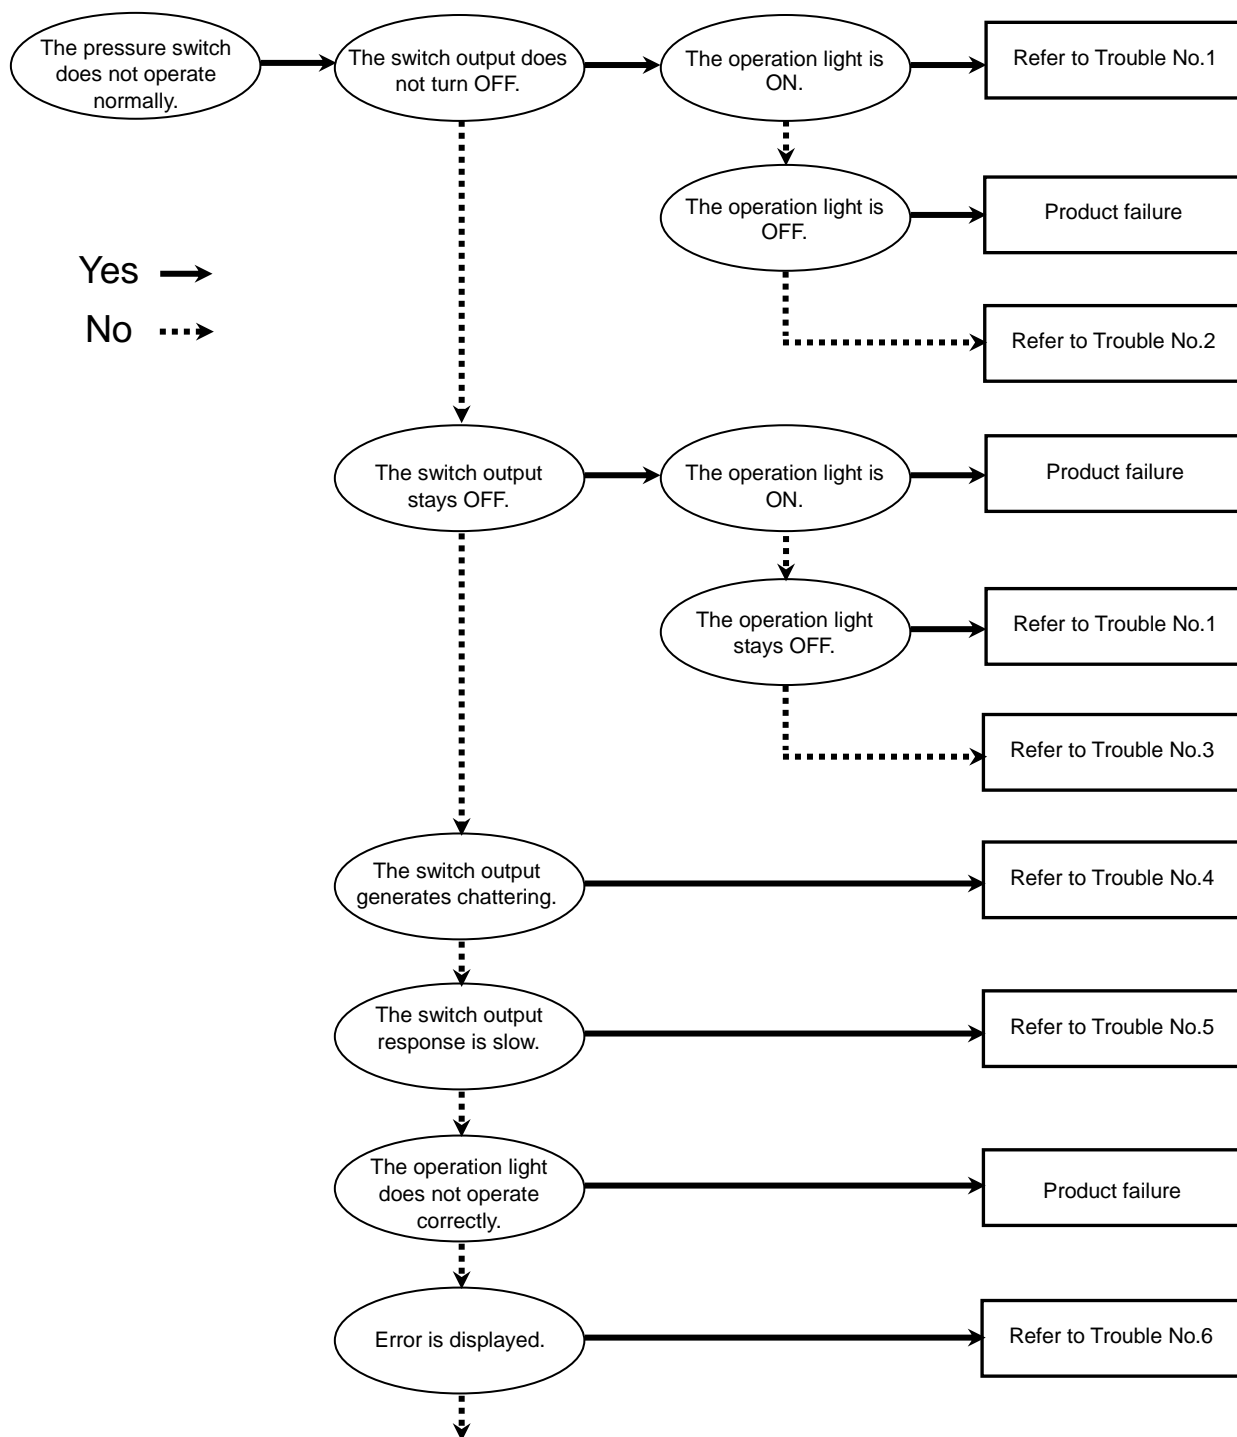 The pressure switch
does not operate
normally.
The switch output does
not turn OFF.
The operation light is
ON.
Refer to Trouble No.1
The operation light is
OFF.
Product failure
Yes
No
Refer to Trouble No.2
The switch output
stays OFF.
The operation light is
ON.
Product failure
The operation light
stays OFF.
Refer to Trouble No.1
Refer to Trouble No.3
The switch output
generates chattering.
Refer to Trouble No.4
The switch output
response is slow.
Refer to Trouble No.5
The operation light
does not operate
correctly.
Product failure
Error is displayed.
Refer to Trouble No.6